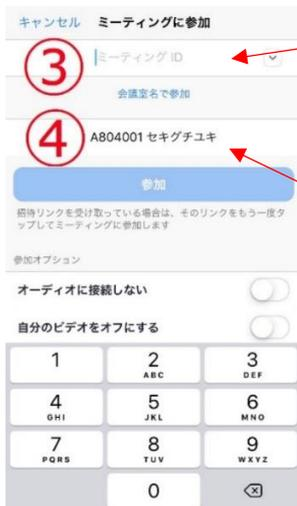 キャンセル ミーティングに参加
③ ミーティング ID
会議室名で参加
④ A804001 セキグチユキ
参加
招待リンクを受け取っている場合は、そのリンクをもう一度タ
ップしてミーティングに参加します
参加オプション
オーディオに接続しない
自分のビデオをオフにする
1 2 3
ABC DEF
4 5 6
GHI JKL MNO
7 8 9
PQRS TUV WXYZ
0